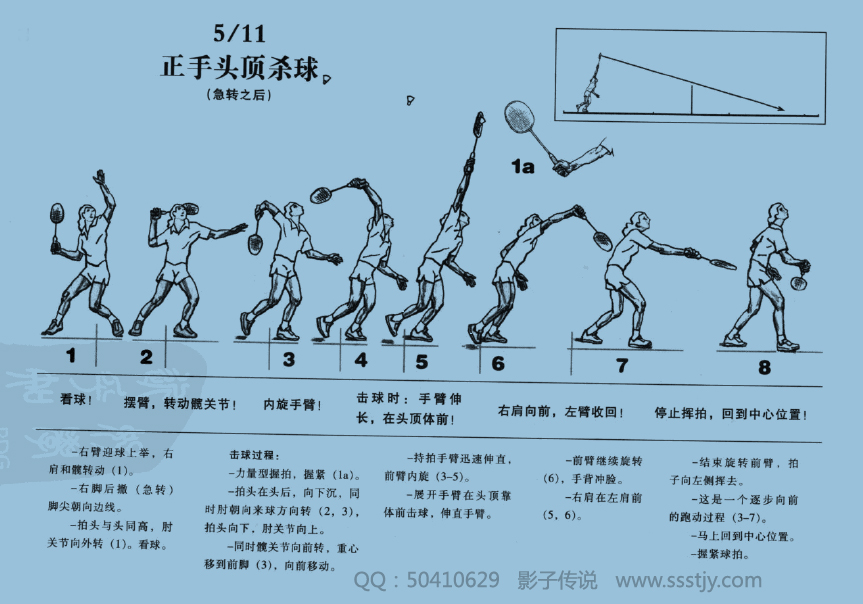 5/11
正手头顶杀球
(急转之后)
1a
1
2
3
4
5
6
7
8
看球!
摆臂,转动髋关节!
内旋手臂!
击球时:手臂伸
长,在头顶体前!
右肩向前,左臂收回!
停止挥拍,回到中心位置!
-右臂迎球上举,右
肩和髋转动(1)。
-右脚后撤(急转)
脚尖朝向边线。
-拍头与头同高,肘
关节向外转(1)。看球。
击球过程:
-力量型握拍,握紧(1a)。
-拍头在头后,向下沉,同
时肘朝向来球方向转(2,3),
拍头向下,肘关节向上。
-同时髋关节向前转,重心
移到前脚(3),向前移动。
-持拍手臂迅速伸直,
前臂内旋(3-5)。
-展开手臂在头顶靠
体前击球,伸直手臂。
-前臂继续旋转
(6),手背冲脸。
-右肩在左肩前
(5,6)。
-结束旋转前臂,拍
子向左侧挥去。
-这是一个逐步向前
的跑动过程(3-7)。
-马上回到中心位置。
-握紧球拍。
QQ:50410629 影子传说 www.ssstjy.com